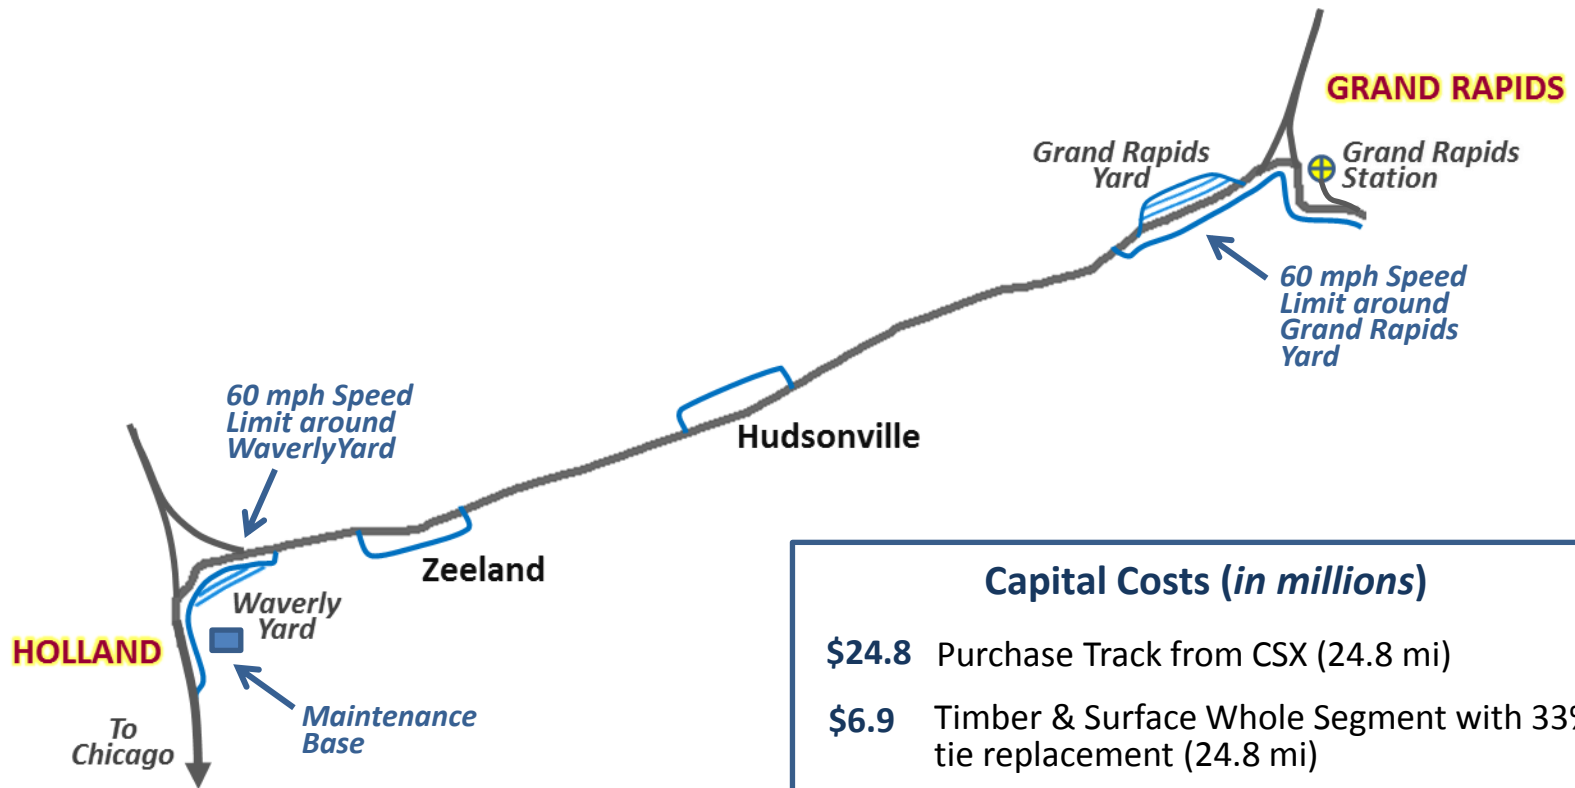 GRAND RAPIDS
Grand Rapids
Yard
Grand Rapids
Station
60 mph Speed
Limit around
Grand Rapids
Yard
60 mph Speed
Limit around
WaverlyYard
Hudsonville
Zeeland
Waverly
Yard
HOLLAND
Maintenance
Base
To
Chicago
Capital Costs (in millions)
$24.8 Purchase Track from CSX (24.8 mi)
$6.9 Timber & Surface Whole Segment with 33%
tie replacement (24.8 mi)